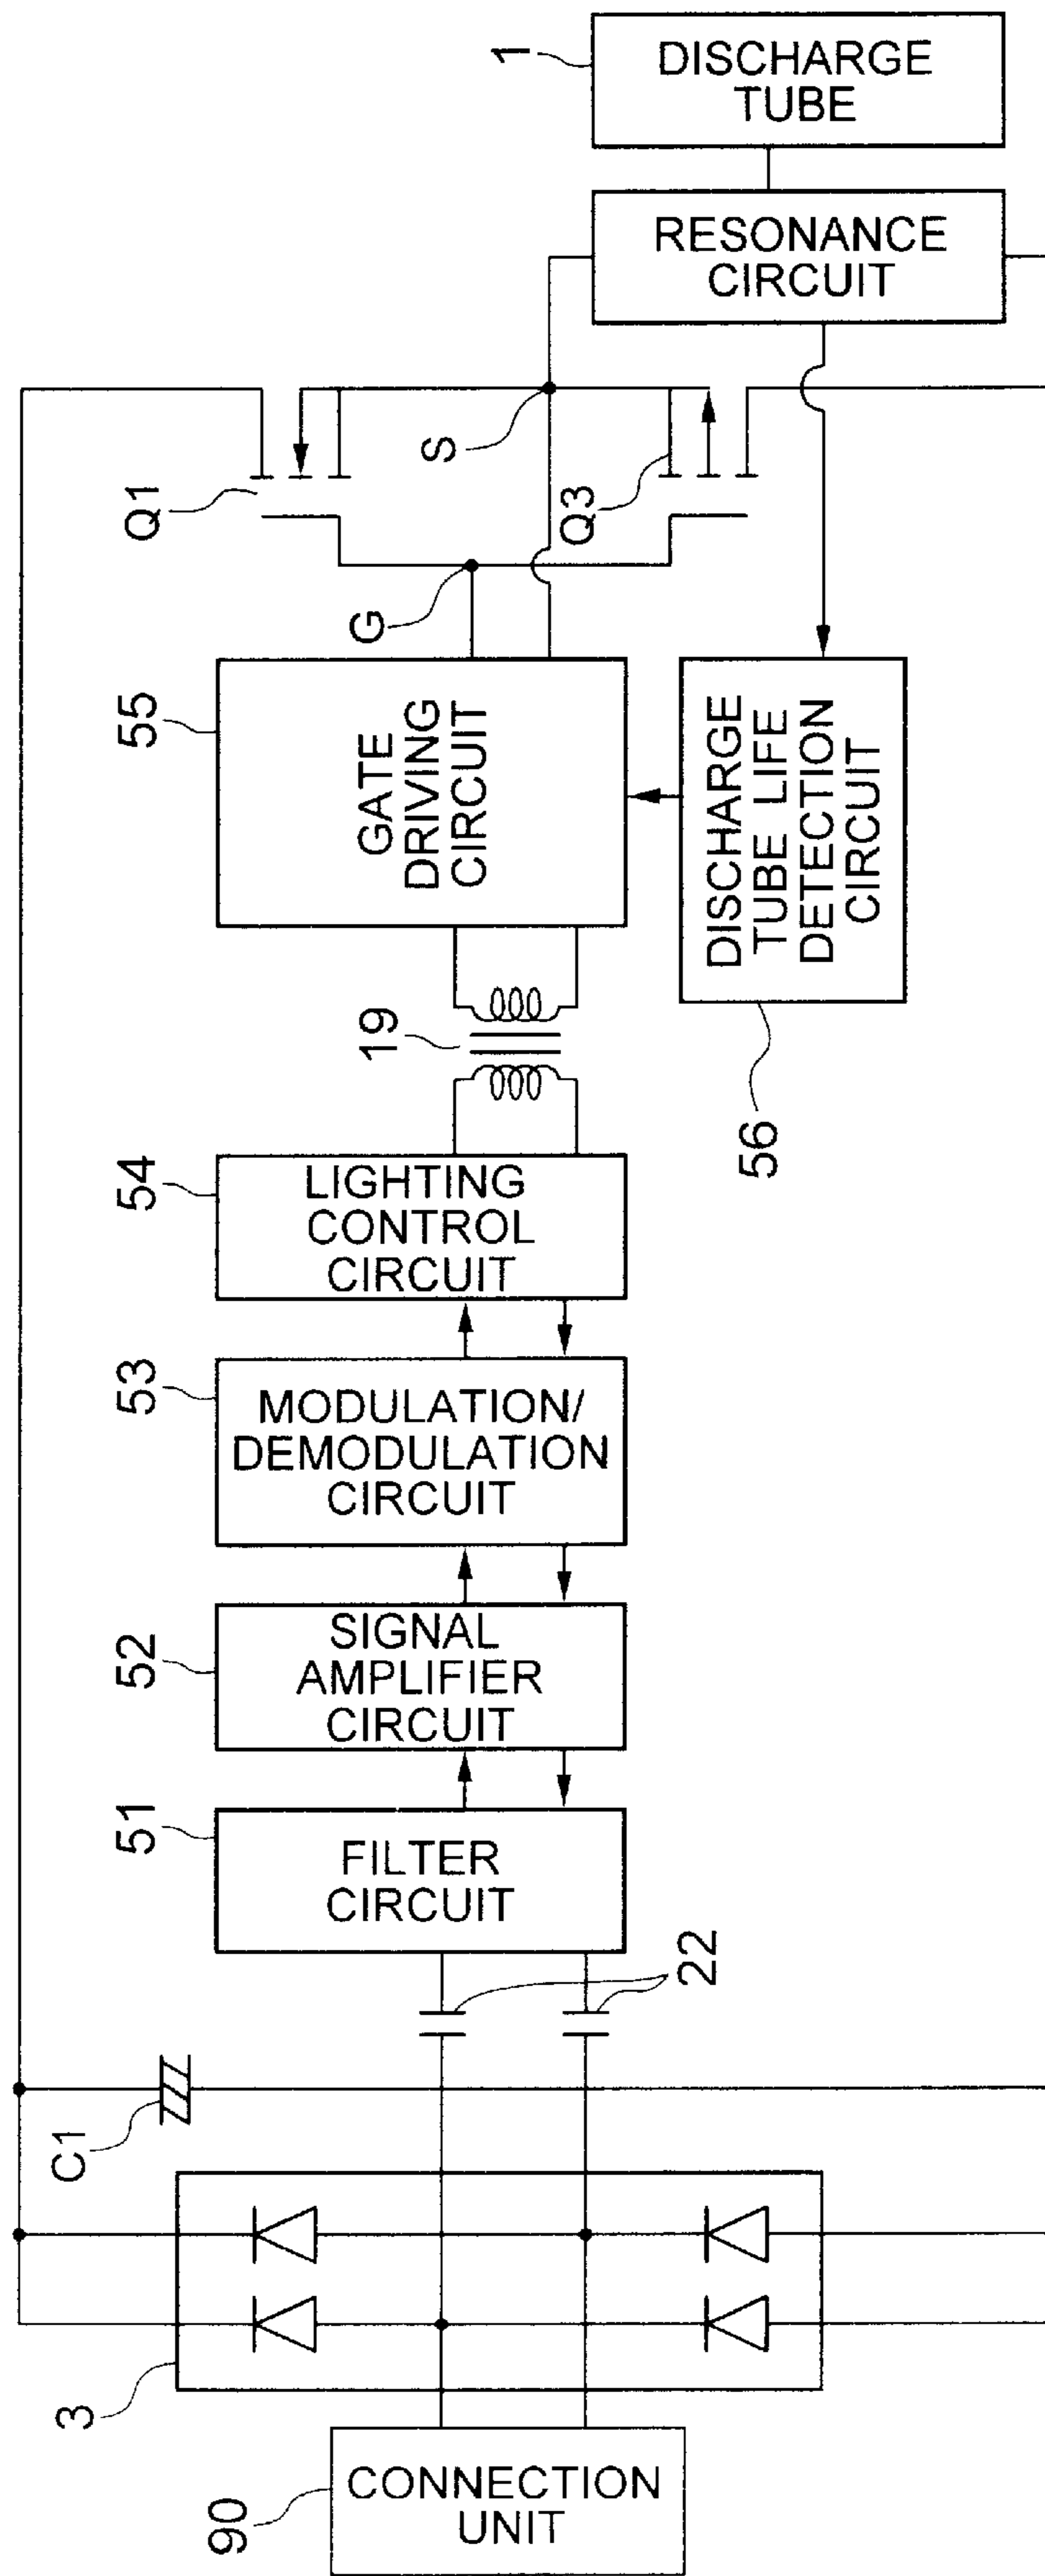 1
DISCHARGE
TUBE
RESONANCE
CIRCUIT
Q1
S
Q3
G
55
GATE
DRIVING
CIRCUIT
DISCHARGE
TUBE LIFE
DETECTION
CIRCUIT
56
19
54
LIGHTING
CONTROL
CIRCUIT
53
MODULATION/
DEMODULATION
CIRCUIT
52
SIGNAL
AMPLIFIER
CIRCUIT
51
FILTER
CIRCUIT
22
C1
3
90
CONNECTION
UNIT